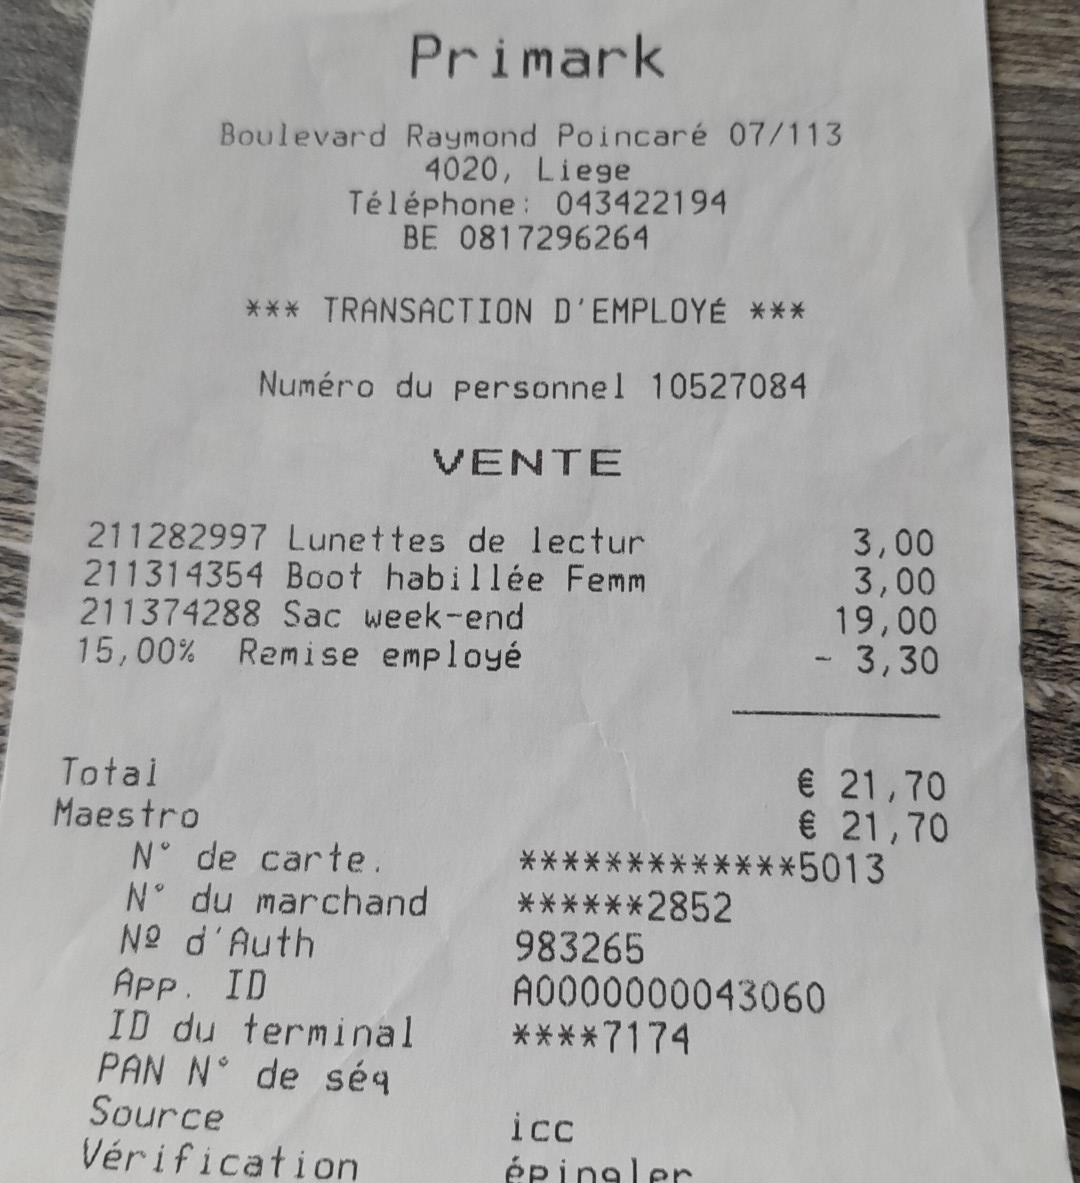 Primark
Boulevard Raymond Poincaré 07/113
4020, Liege
Téléphone: 043422194
BE 0817296264
*** TRANSACTION D'EMPLOYÉ ***
Numéro du personnel 10527084
VENTE
211282997 Lunettes de lectur 3,00
211314354 Boot habillée Femm 3,00
211374288 Sac week-end 19,00
15,00% Remise employé - 3,30
Total € 21,70
Maestro € 21,70
N° de carte. *************5013
N° du marchand ******2852
Nº d'Auth 983265
App. ID A0000000043060
ID du terminal ****7174
PAN N° de séq
Source icc
Vérification épingler